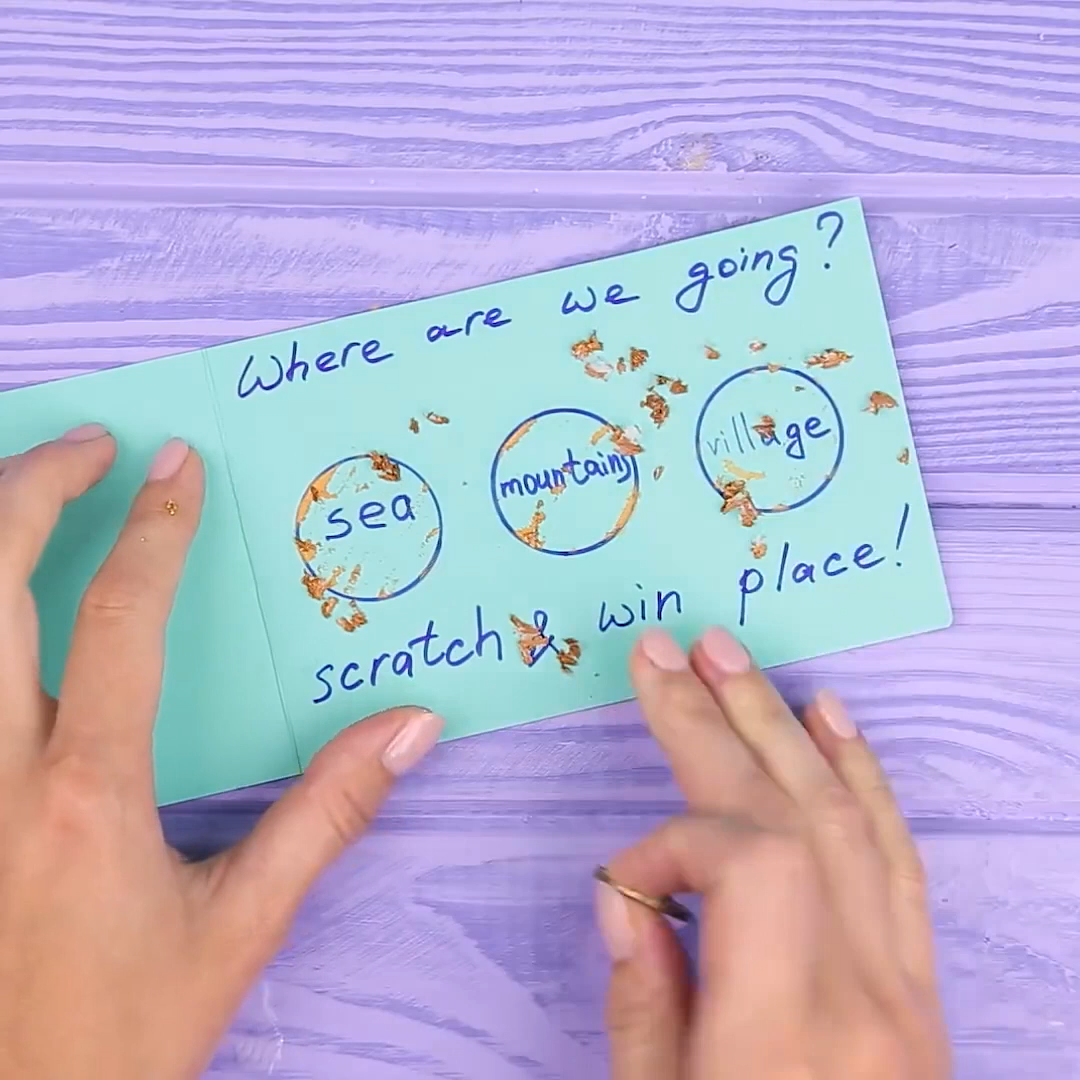 Where are we going?
sea
mountains
village
scratch & win place!